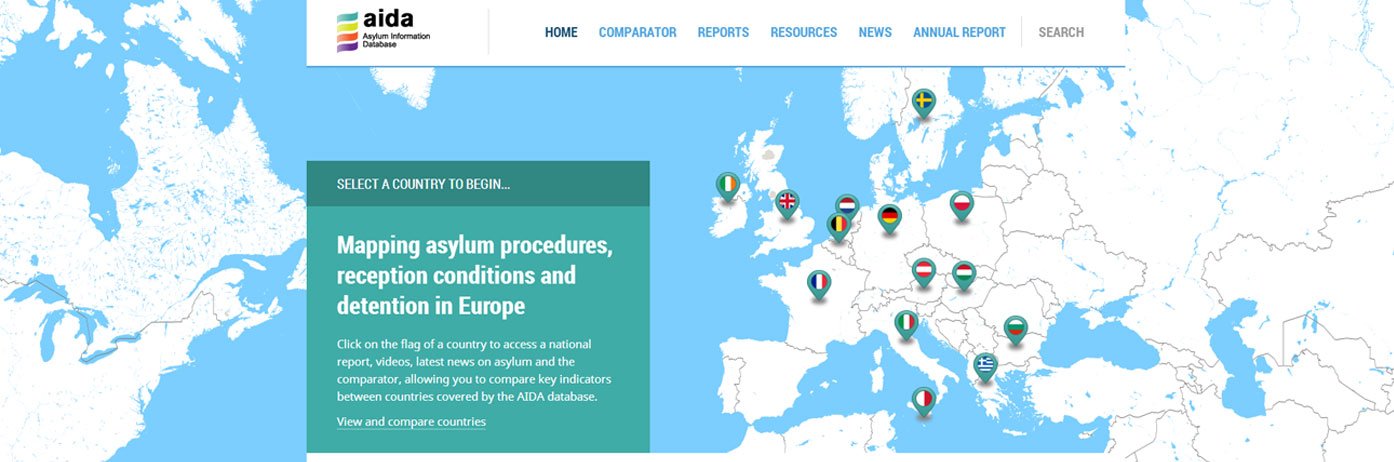 aida
Asylum Information
Database
HOME
COMPARATOR
REPORTS
RESOURCES
NEWS
ANNUAL REPORT
SEARCH
SELECT A COUNTRY TO BEGIN...
Mapping asylum procedures,
reception conditions and
detention in Europe
Click on the flag of a country to access a national
report, videos, latest news on asylum and the
comparator, allowing you to compare key indicators
between countries covered by the AIDA database.
View and compare countries